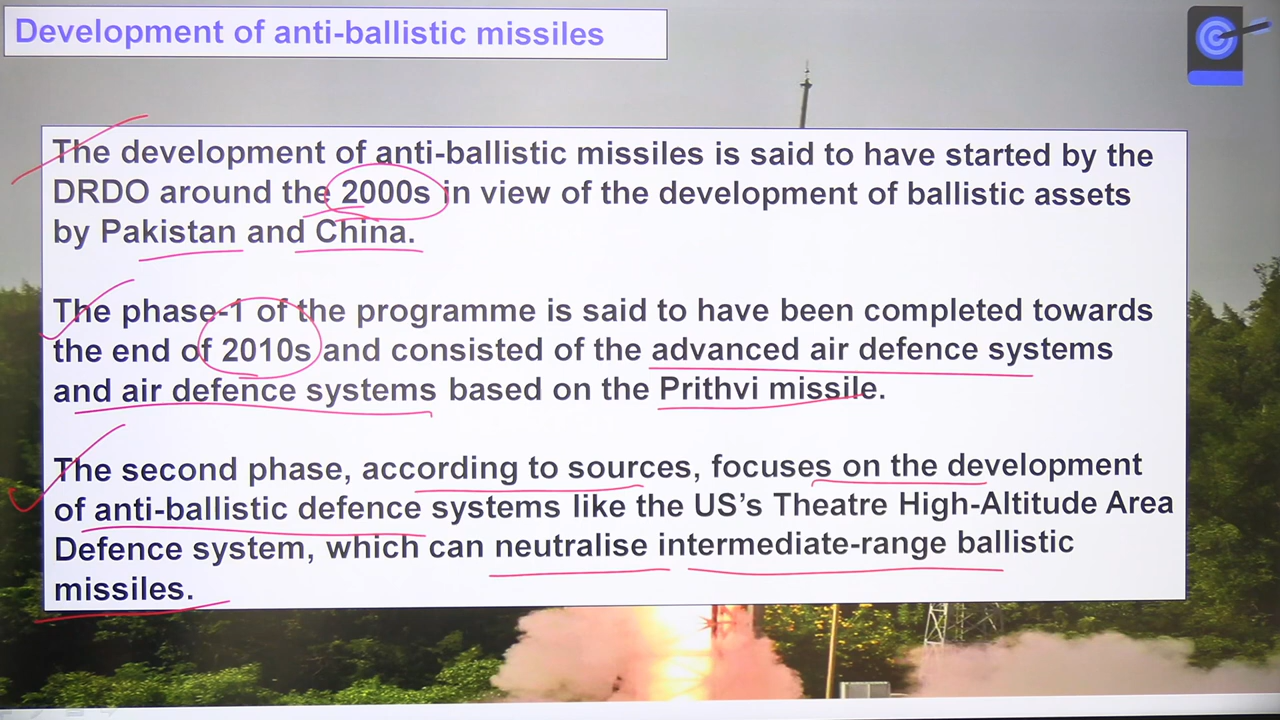 Development of anti-ballistic missiles
The development of anti-ballistic missiles is said to have started by the
DRDO around the 2000s in view of the development of ballistic assets
by Pakistan and China.
The phase-1 of the programme is said to have been completed towards
the end of 2010s and consisted of the advanced air defence systems
and air defence systems based on the Prithvi missile.
The second phase, according to sources, focuses on the development
of anti-ballistic defence systems like the US’s Theatre High-Altitude Area
Defence system, which can neutralise intermediate-range ballistic
missiles.